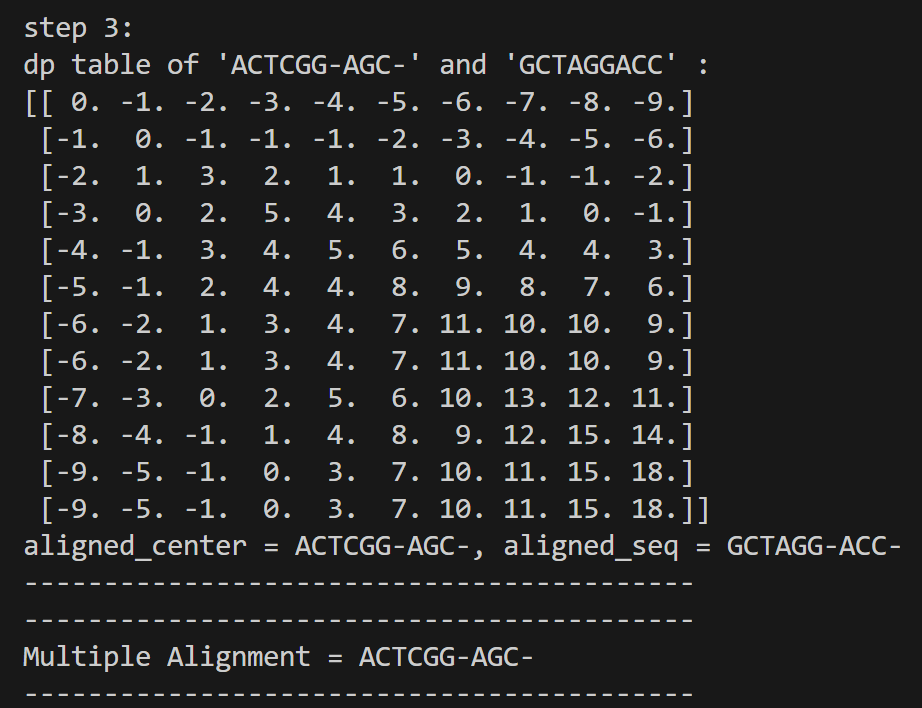 step 3:
dp table of 'ACTCGG-AGC-' and 'GCTAGGACC' :
[[ 0. -1. -2. -3. -4. -5. -6. -7. -8. -9.]
 [-1.  0. -1. -1. -1. -2. -3. -4. -5. -6.]
 [-2.  1.  3.  2.  1.  1.  0. -1. -1. -2.]
 [-3.  0.  2.  5.  4.  3.  2.  1.  0. -1.]
 [-4. -1.  3.  4.  5.  6.  5.  4.  4.  3.]
 [-5. -1.  2.  4.  4.  8.  9.  8.  7.  6.]
 [-6. -2.  1.  3.  4.  7. 11. 10. 10.  9.]
 [-6. -2.  1.  3.  4.  7. 11. 10. 10.  9.]
 [-7. -3.  0.  2.  5.  6. 10. 13. 12. 11.]
 [-8. -4. -1.  1.  4.  8.  9. 12. 15. 14.]
 [-9. -5. -1.  0.  3.  7. 10. 11. 15. 18.]
 [-9. -5. -1.  0.  3.  7. 10. 11. 15. 18.]]
aligned_center = ACTCGG-AGC-, aligned_seq = GCTAGG-ACC-
------------------------------------------
------------------------------------------
Multiple Alignment = ACTCGG-AGC-
------------------------------------------